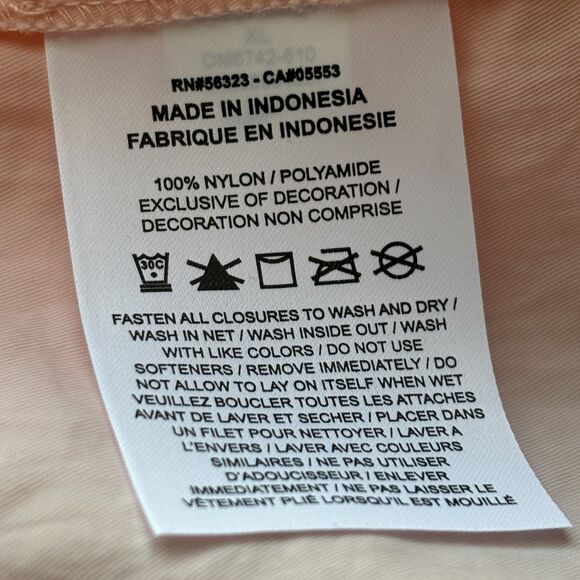 XL
DM6742-610
RN#56323 - CA#05553
MADE IN INDONESIA
FABRIQUE EN INDONESIE
100% NYLON / POLYAMIDE
EXCLUSIVE OF DECORATION /
DECORATION NON COMPRISE
30C
FASTEN ALL CLOSURES TO WASH AND DRY /
WASH IN NET / WASH INSIDE OUT / WASH
WITH LIKE COLORS / DO NOT USE
SOFTENERS / REMOVE IMMEDIATELY / DO
NOT ALLOW TO LAY ON ITSELF WHEN WET
VEUILLEZ BOUCLER TOUTES LES ATTACHES
AVANT DE LAVER ET SECHER / PLACER DANS
UN FILET POUR NETTOYER / LAVER A
L'ENVERS / LAVER AVEC COULEURS
SIMILAIRES / NE PAS UTILISER
D'ADOUCISSEUR / ENLEVER
IMMEDIATEMENT / NE PAS LAISSER LE
VÊTEMENT PLIÉ LORSQU'IL EST MOUILLÉ